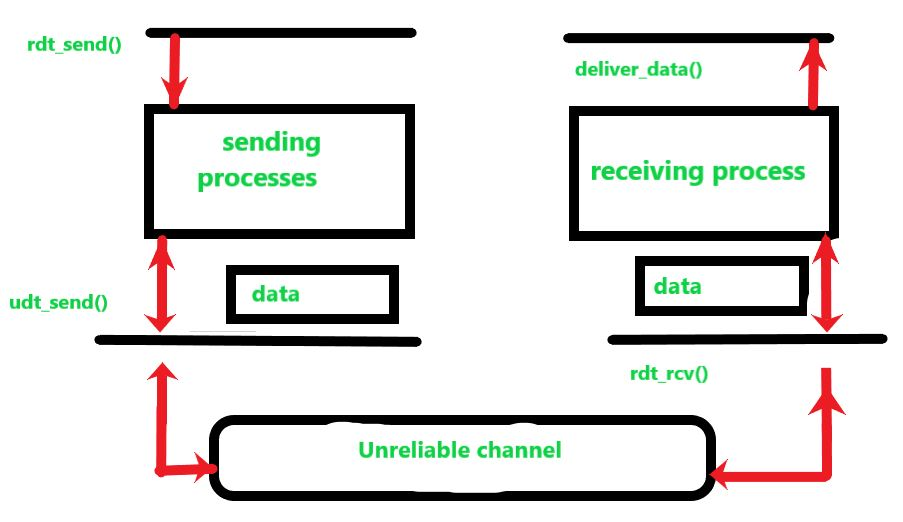 rdt_send()
deliver_data()
sending
processes
receiving process
udt_send()
data
data
rdt_rcv()
Unreliable channel